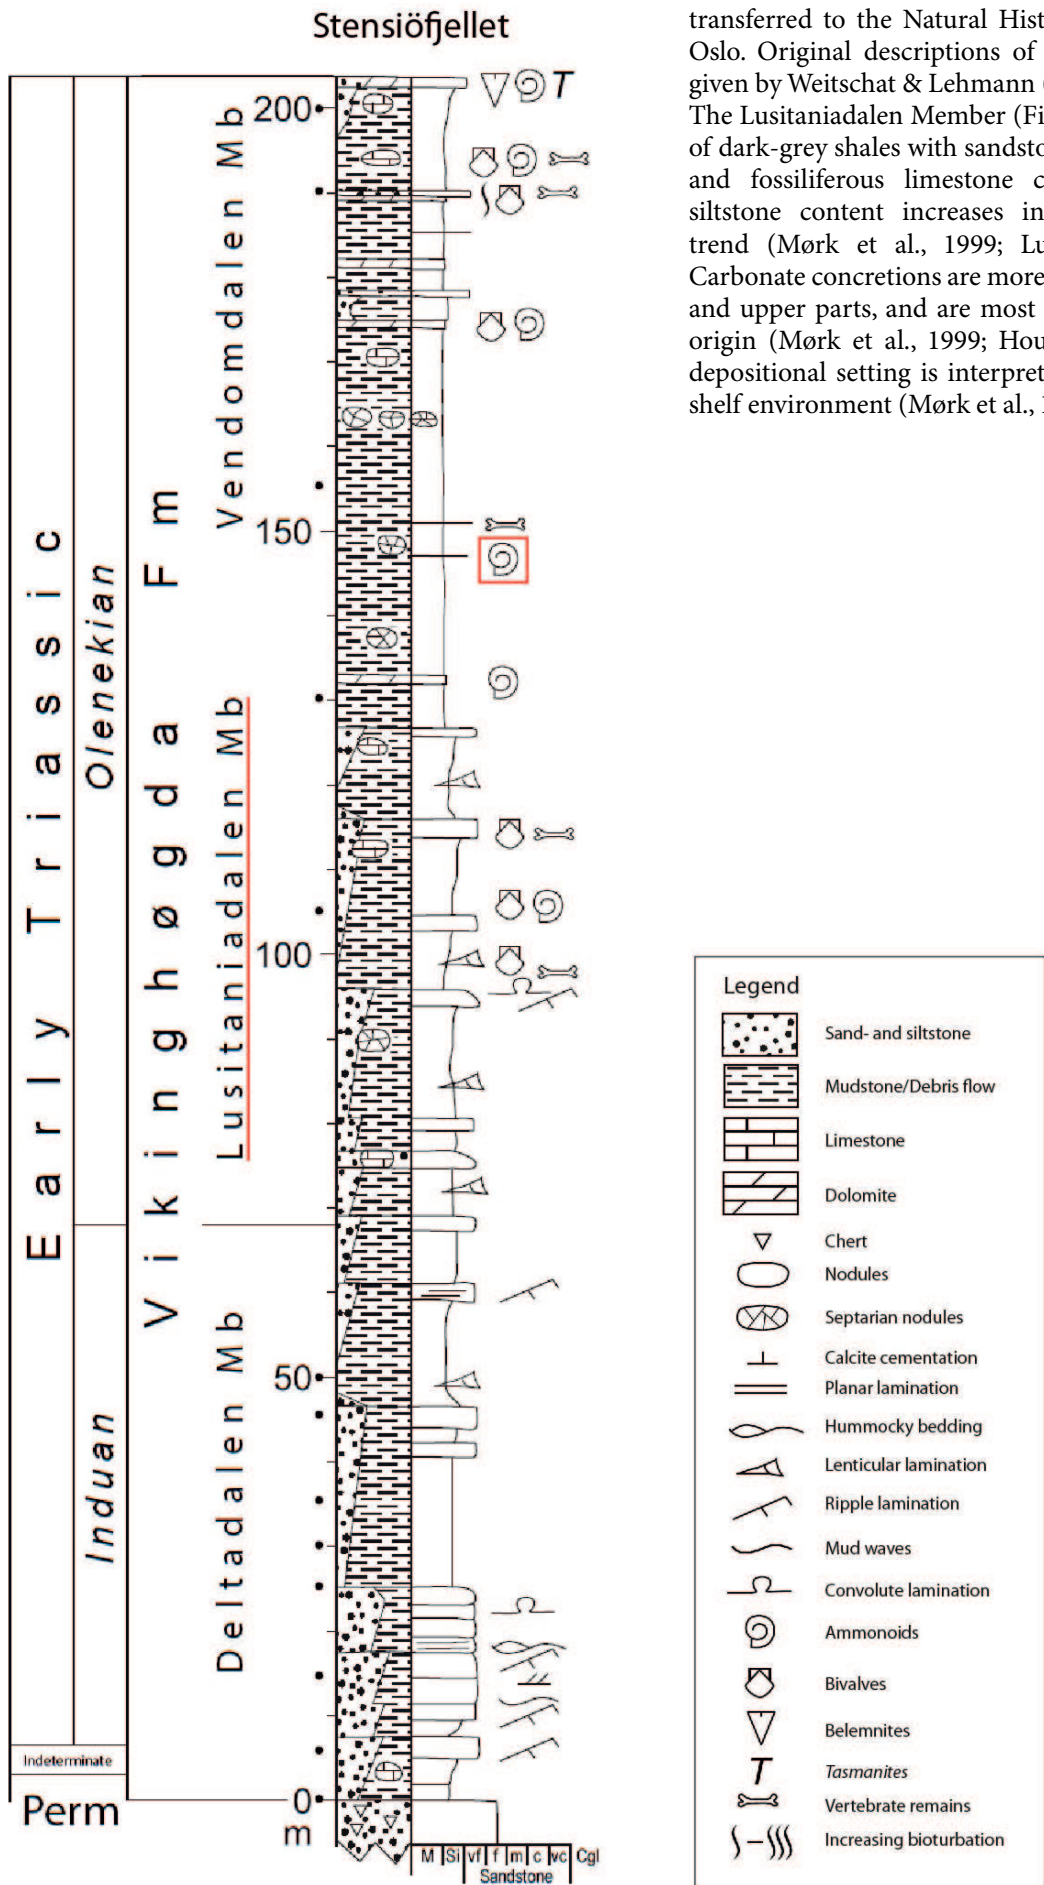 Stensiöfjellet
transferred to the Natural Hist
Oslo. Original descriptions of
given by Weitschat & Lehmann (
The Lusitaniadalen Member (Fi
of dark-grey shales with sandsto
and fossiliferous limestone c
siltstone content increases in
trend (Mørk et al., 1999; Lu
Carbonate concretions are more
and upper parts, and are most
origin (Mørk et al., 1999; Hou
depositional setting is interpret
shelf environment (Mørk et al., 1
Early Triassic
Olenekian
Induan
Indeterminate
Perm
Vikinghøgda Fm
Vendomdalen Mb
Lusitaniadalen Mb
Deltadalen Mb
200
150
100
50
0
m
T
M Si vf f m c vc Cgl
Sandstone
Legend
Sand- and siltstone
Mudstone/Debris flow
Limestone
Dolomite
Chert
Nodules
Septarian nodules
Calcite cementation
Planar lamination
Hummocky bedding
Lenticular lamination
Ripple lamination
Mud waves
Convolute lamination
Ammonoids
Bivalves
Belemnites
T Tasmanites
Vertebrate remains
Increasing bioturbation